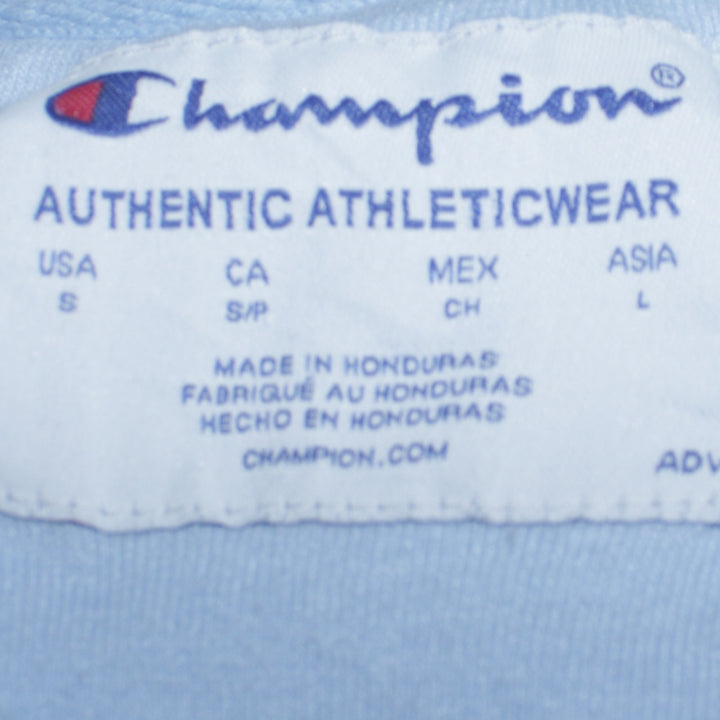 Champion®
AUTHENTIC ATHLETICWEAR
USA CA MEX ASIA
S S/P CH L
MADE IN HONDURAS
FABRIQUÉ AU HONDURAS
HECHO EN HONDURAS
CHAMPION.COM